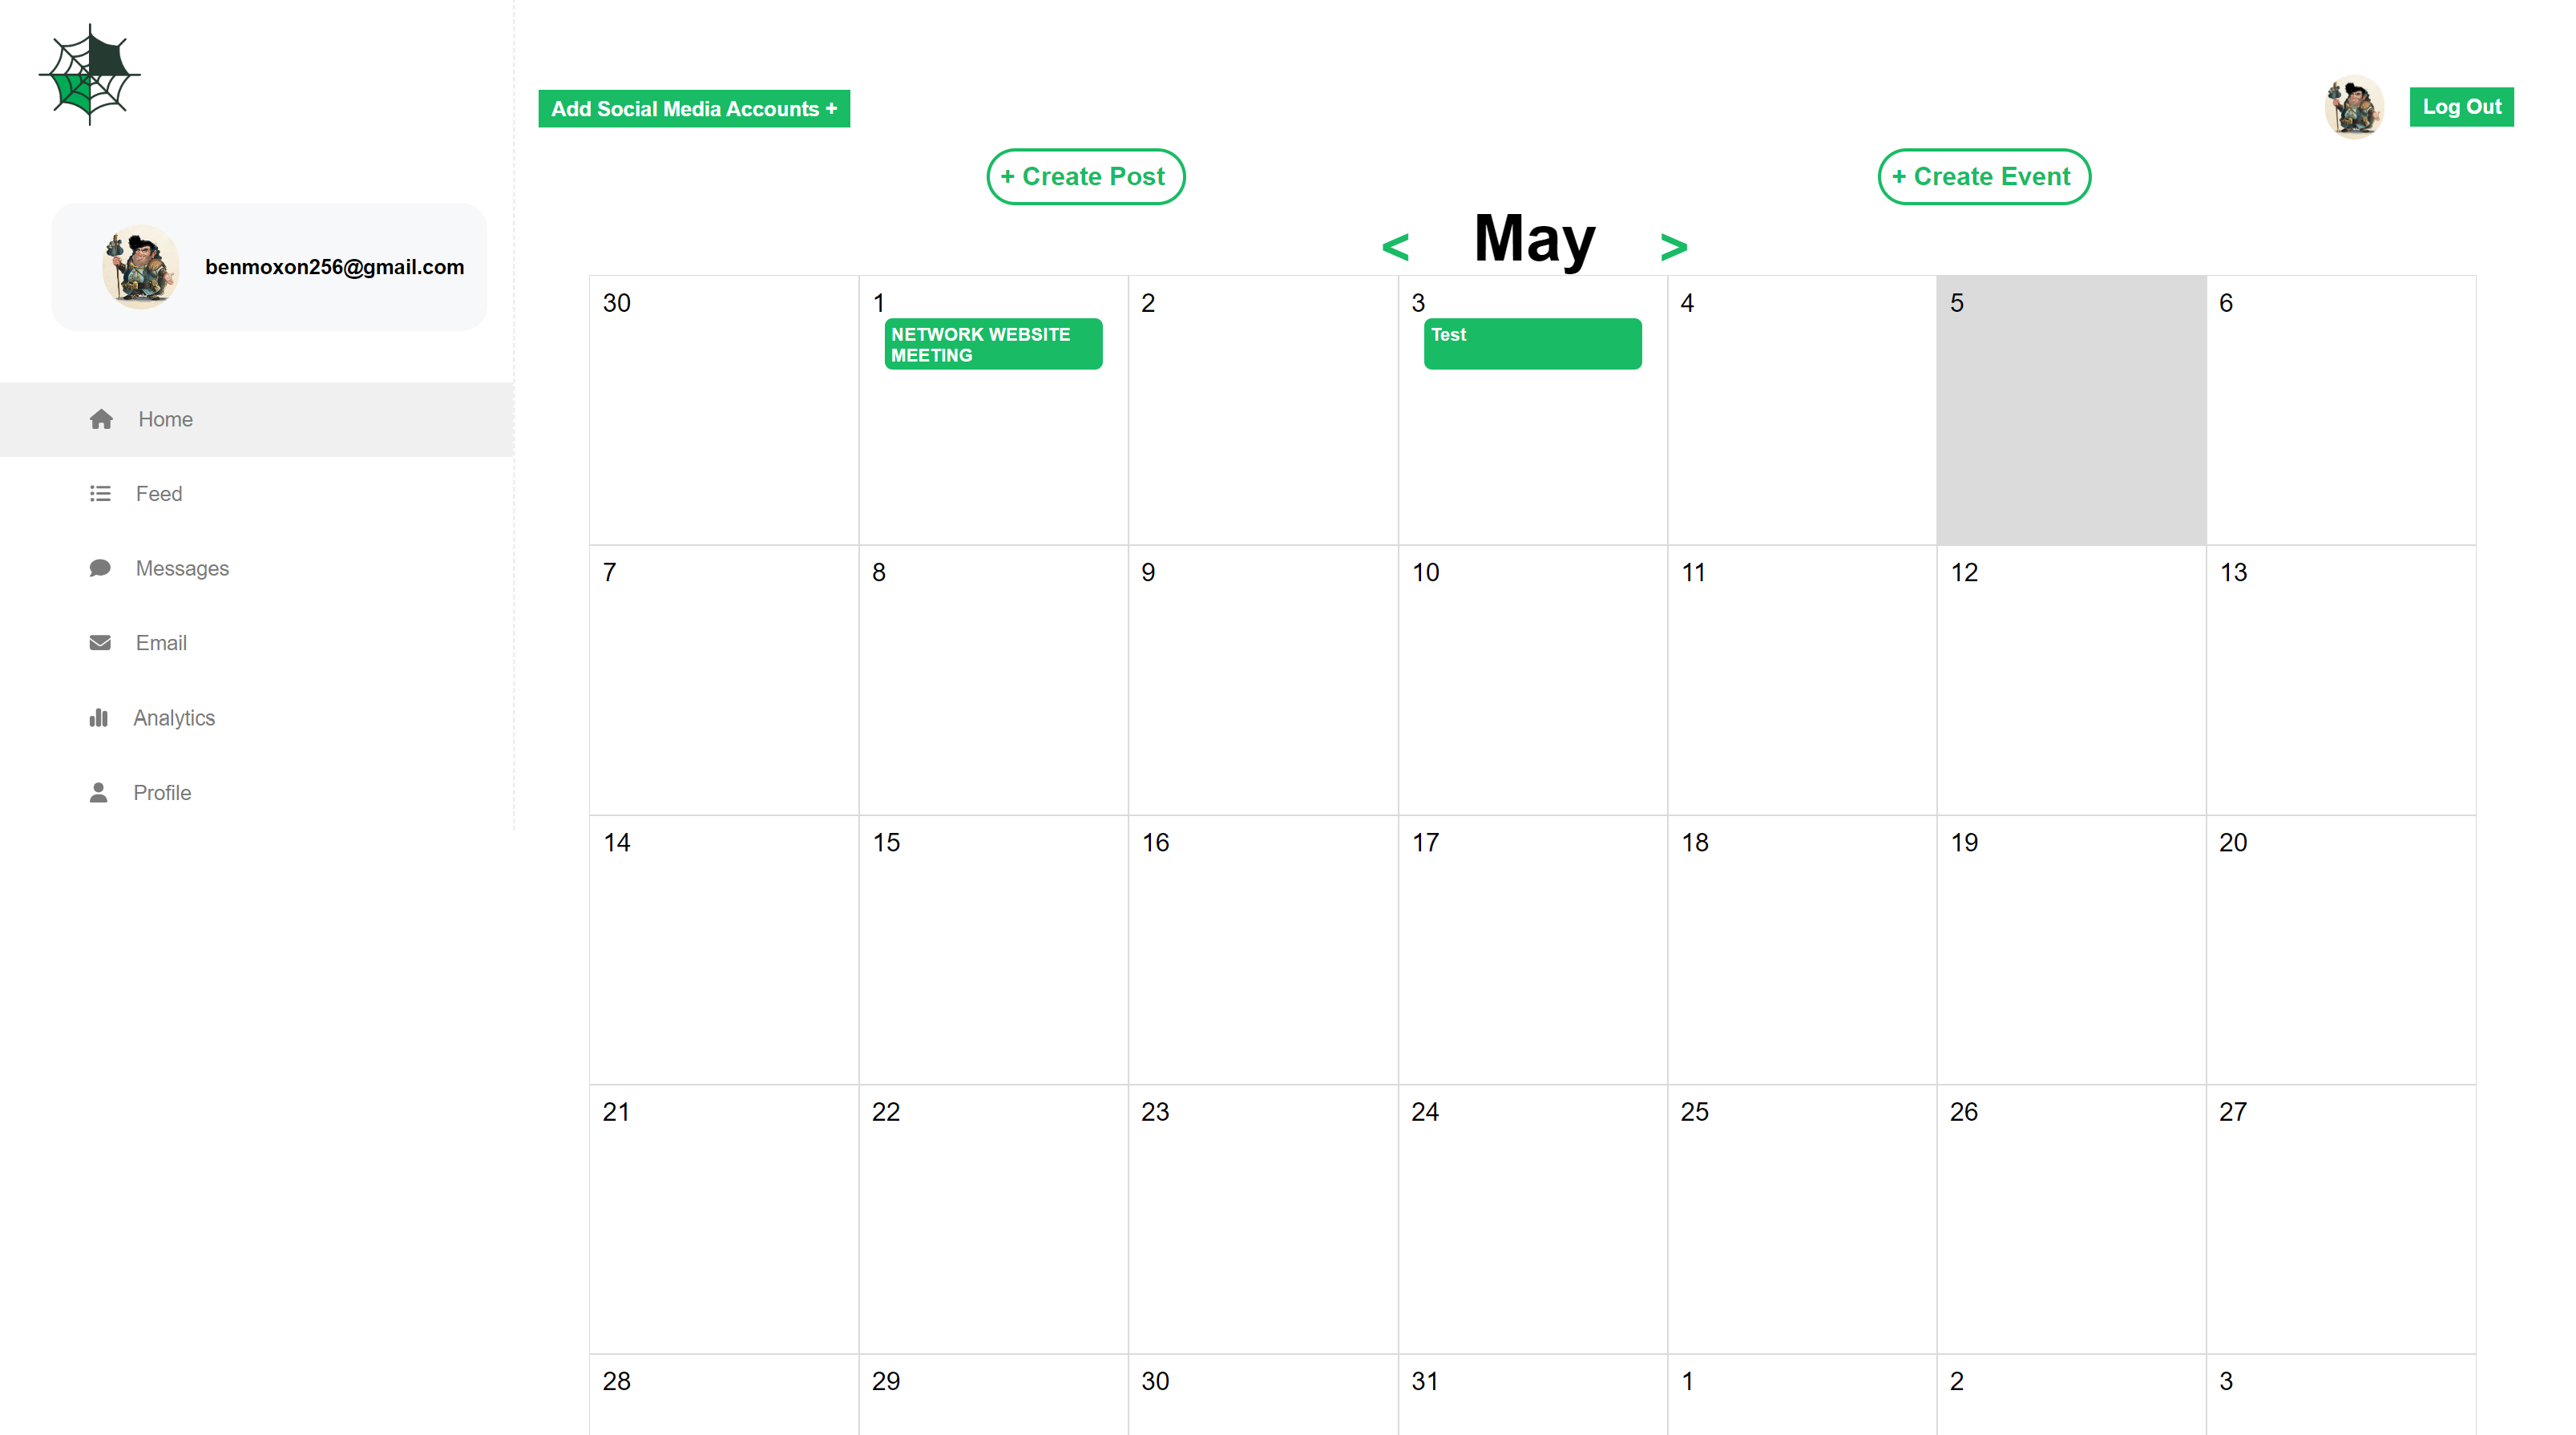 Add Social Media Accounts +
Log Out
+ Create Post
+ Create Event
benmoxon256@gmail.com
Home
Feed
Messages
Email
Analytics
Profile
< May >
30 1 2 3 4 5 6
NETWORK WEBSITE
MEETING
Test
7 8 9 10 11 12 13
14 15 16 17 18 19 20
21 22 23 24 25 26 27
28 29 30 31 1 2 3